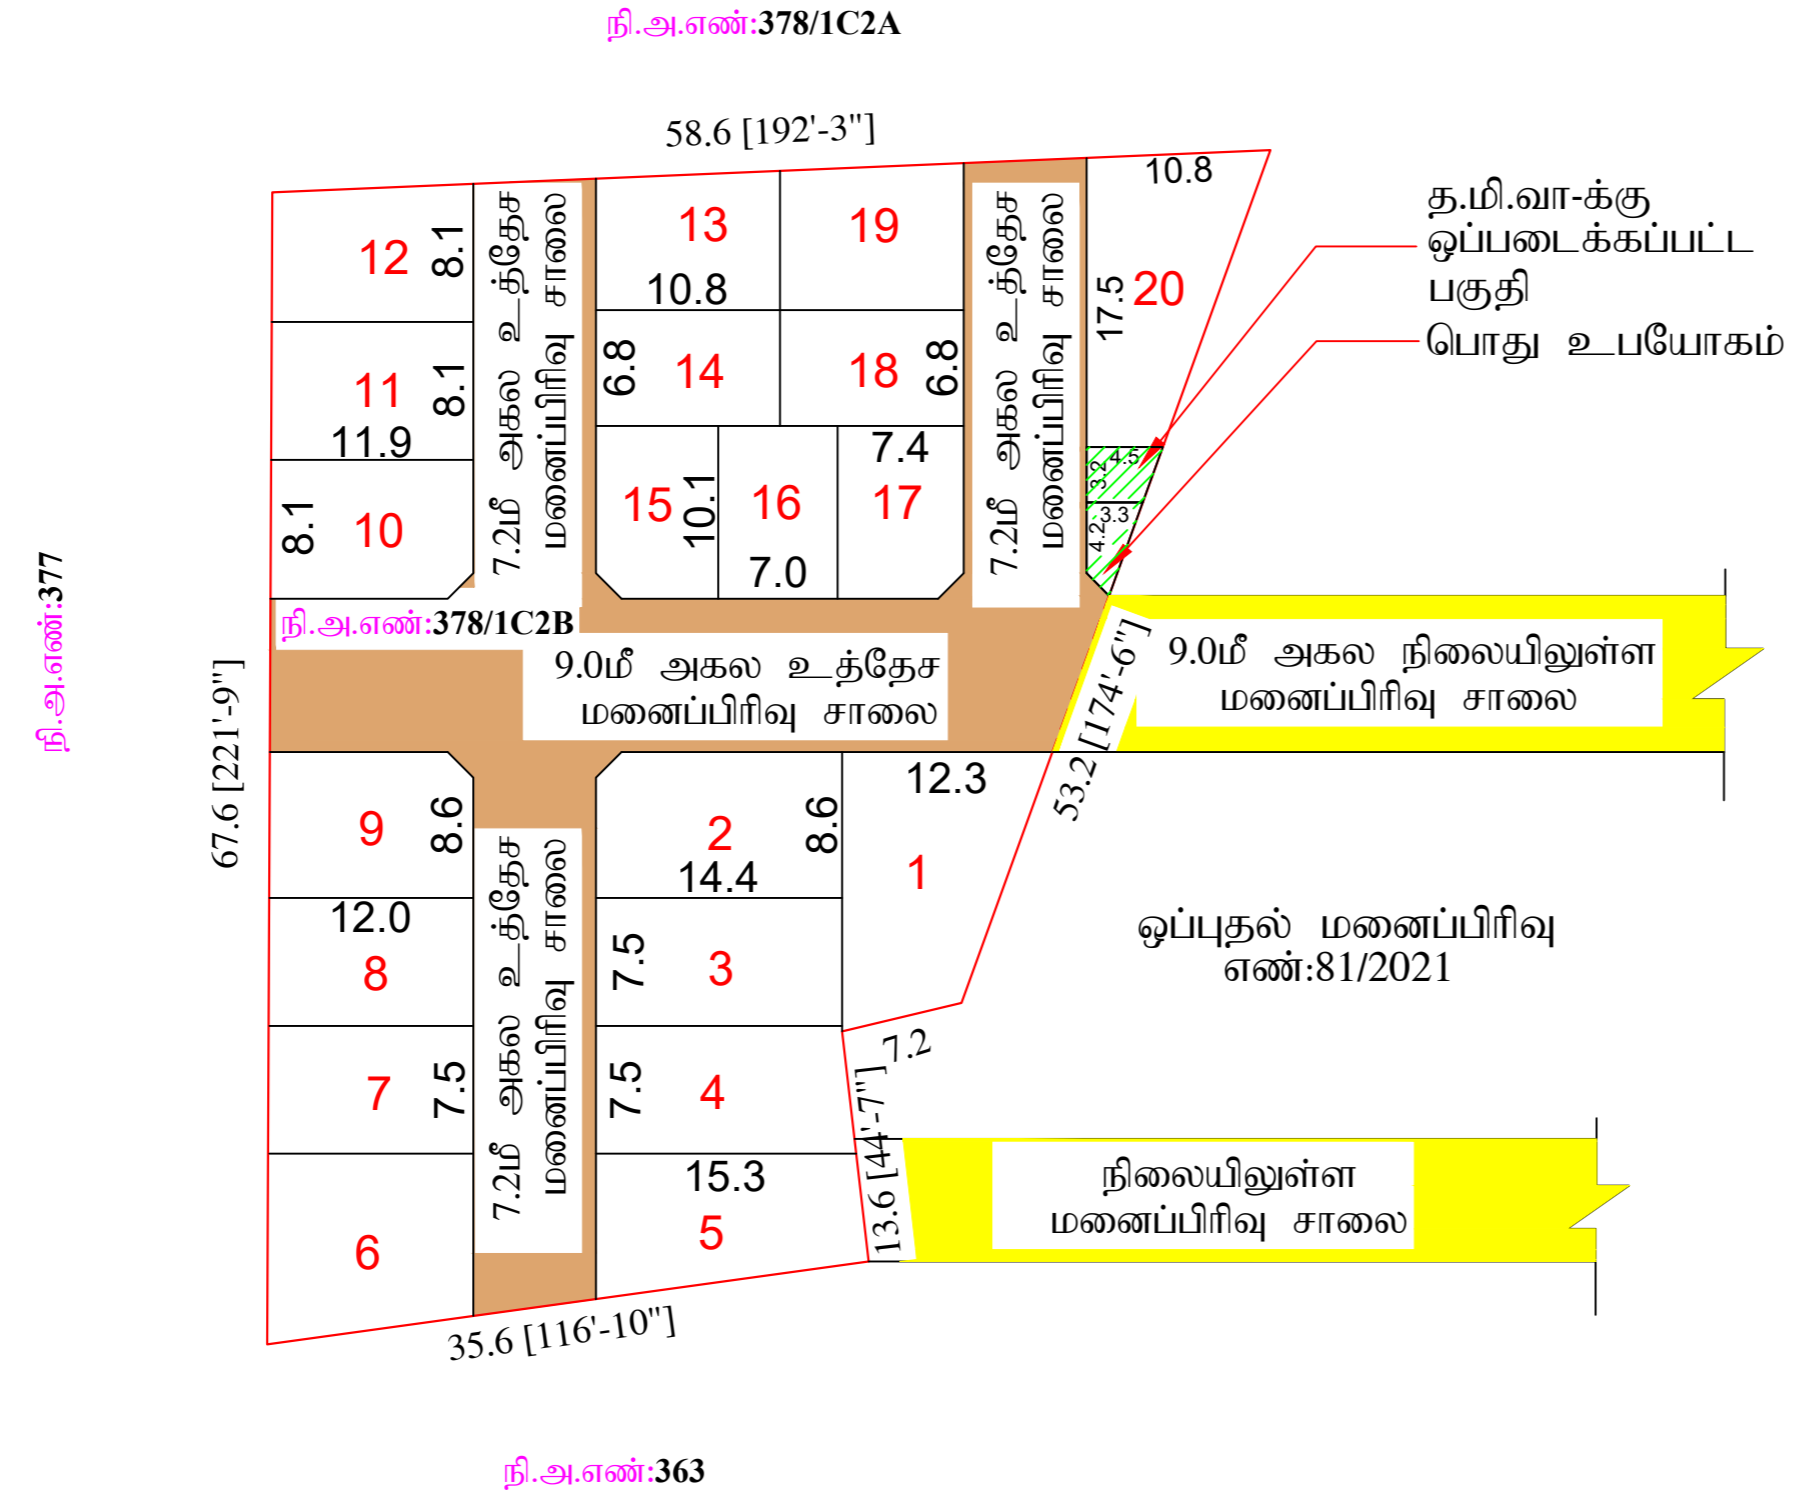 நி.அ.எண்:378/1C2A
58.6 [192'-3"]
10.8
த.மி.வா-க்கு
ஒப்படைக்கப்பட்ட
பகுதி
பொது உபயோகம்
12
8.1
7.2மீ அகல உத்தேச
மனைப்பிரிவு சாலை
13
10.8
19
7.2மீ அகல உத்தேச
மனைப்பிரிவு சாலை
17.5
20
11
8.1
11.9
6.8
14
18
6.8
10
8.1
15
10.1
16
7.0
7.4
17
4.5
3.2
3.3
4.2
நி.அ.எண்:377
நி.அ.எண்:378/1C2B
9.0மீ அகல உத்தேச
மனைப்பிரிவு சாலை
9.0மீ அகல நிலையிலுள்ள
மனைப்பிரிவு சாலை
67.6 [221'-9"]
53.2 [174'-6"]
9
8.6
7.2மீ அகல உத்தேச
மனைப்பிரிவு சாலை
2
8.6
14.4
12.3
1
12.0
8
7.5
3
ஒப்புதல் மனைப்பிரிவு
எண்:81/2021
7
7.5
7.5
4
7.2
13.6 [44'-7"]
6
15.3
5
நிலையிலுள்ள
மனைப்பிரிவு சாலை
35.6 [116'-10"]
நி.அ.எண்:363